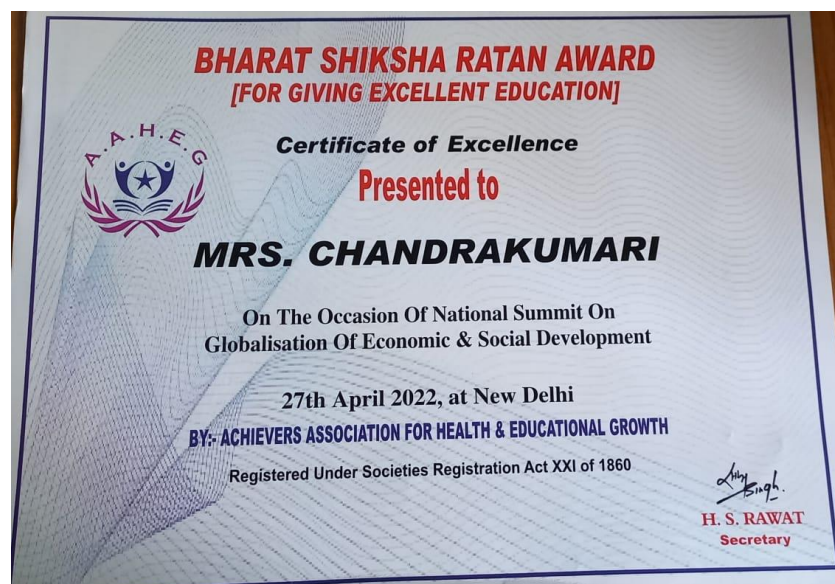 BHARAT SHIKSHA RATAN AWARD
[FOR GIVING EXCELLENT EDUCATION]
A.A.H.E.G
Certificate of Excellence
Presented to
MRS. CHANDRAKUMARI
On The Occasion Of National Summit On
Globalisation Of Economic & Social Development
27th April 2022, at New Delhi
BY:- ACHIEVERS ASSOCIATION FOR HEALTH & EDUCATIONAL GROWTH
Registered Under Societies Registration Act XXI of 1860
Singh.
H. S. RAWAT
Secretary